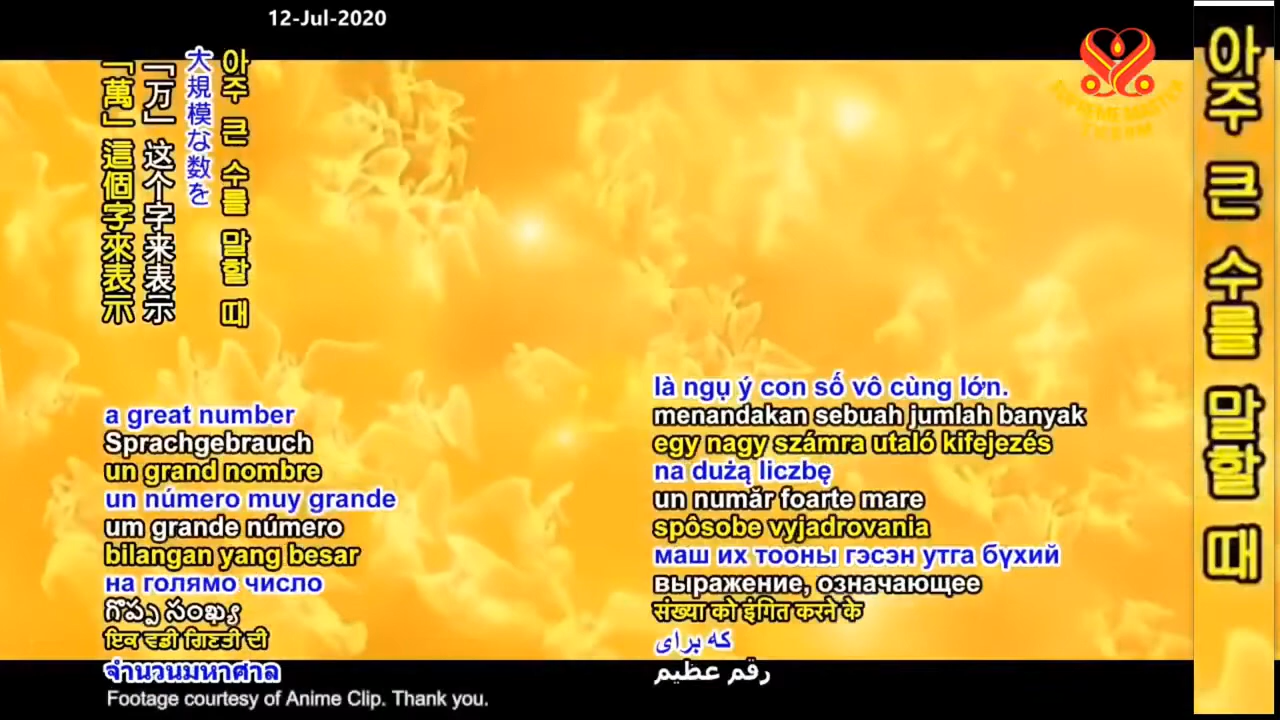 12-Jul-2020
아주 큰 수를 말할 때
大規模な数を
「万」这个字来表示
「萬」這個字來表示
a great number
Sprachgebrauch
un grand nombre
un número muy grande
um grande número
bilangan yang besar
на голямо число
గొప్ప సంఖ్య
ਇਕ ਵਡੀ ਗਿਣਤੀ ਦੀ
จำนวนมหาศาล
Footage courtesy of Anime Clip. Thank you.
là ngụ ý con số vô cùng lớn.
menandakan sebuah jumlah banyak
egy nagy számra utaló kifejezés
na dużą liczbę
un număr foarte mare
spôsobe vyjadrovania
маш их тооны гэсэн утга бүхий
выражение, означающее
संख्या को इंगित करने के
که برای
رقم عظيم
SUPREME MASTER
아주 큰 수를 말할 때